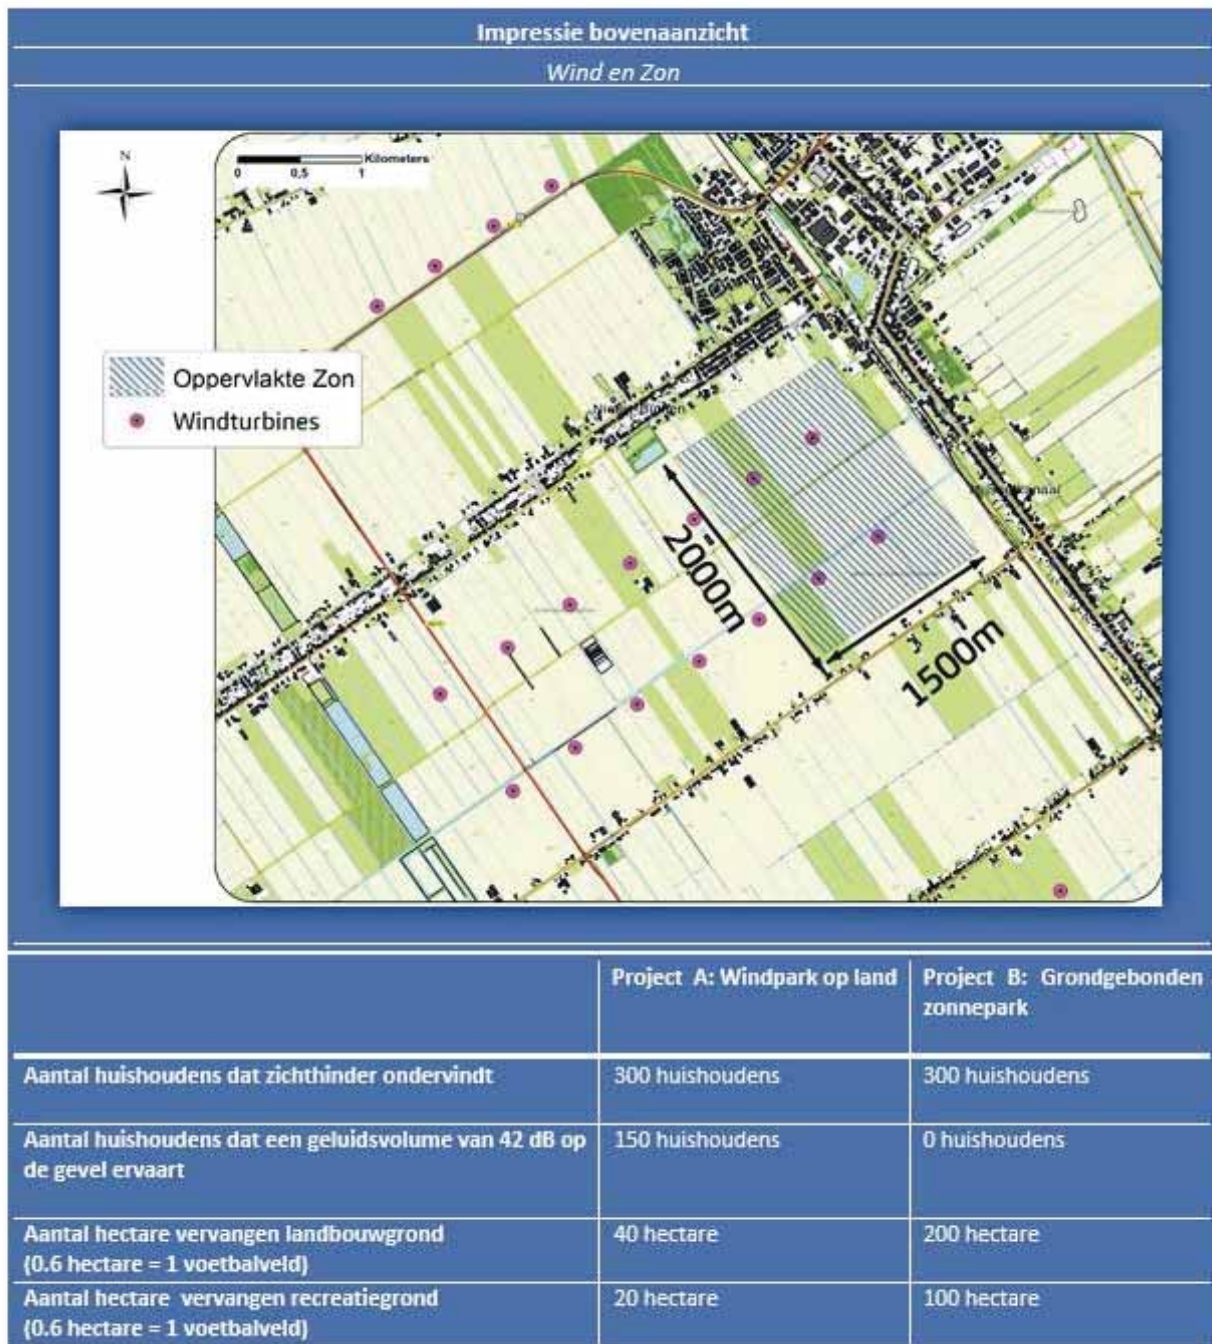 Impressie bovenaanzicht
Wind en Zon
N
Kilometers
0 0,5 1
Oppervlakte Zon
Windturbines
2000m
1500m
Project A: Windpark op land
Project B: Grondgebonden
zonnepark
Aantal huishoudens dat zichthinder ondervindt
300 huishoudens
300 huishoudens
Aantal huishoudens dat een geluidsvolume van 42 dB op
de gevel ervaart
150 huishoudens
0 huishoudens
Aantal hectare vervangen landbouwgrond
(0.6 hectare = 1 voetbalveld)
40 hectare
200 hectare
Aantal hectare vervangen recreatiegrond
(0.6 hectare = 1 voetbalveld)
20 hectare
100 hectare